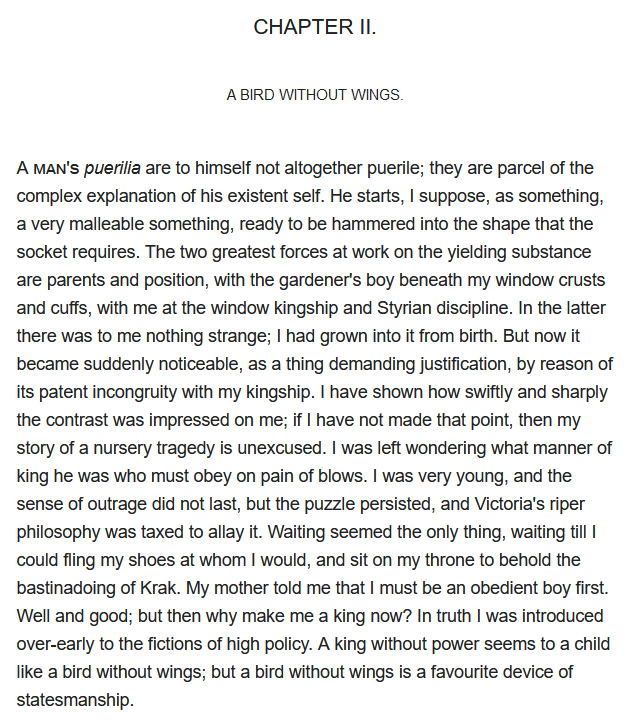 CHAPTER II.
A BIRD WITHOUT WINGS.
A MAN'S puerilia are to himself not altogether puerile; they are parcel of the
complex explanation of his existent self. He starts, I suppose, as something,
a very malleable something, ready to be hammered into the shape that the
socket requires. The two greatest forces at work on the yielding substance
are parents and position, with the gardener's boy beneath my window crusts
and cuffs, with me at the window kingship and Styrian discipline. In the latter
there was to me nothing strange; I had grown into it from birth. But now it
became suddenly noticeable, as a thing demanding justification, by reason of
its patent incongruity with my kingship. I have shown how swiftly and sharply
the contrast was impressed on me; if I have not made that point, then my
story of a nursery tragedy is unexcused. I was left wondering what manner of
king he was who must obey on pain of blows. I was very young, and the
sense of outrage did not last, but the puzzle persisted, and Victoria's riper
philosophy was taxed to allay it. Waiting seemed the only thing, waiting till I
could fling my shoes at whom I would, and sit on my throne to behold the
bastinadoing of Krak. My mother told me that I must be an obedient boy first.
Well and good; but then why make me a king now? In truth I was introduced
over-early to the fictions of high policy. A king without power seems to a child
like a bird without wings; but a bird without wings is a favourite device of
statesmanship.